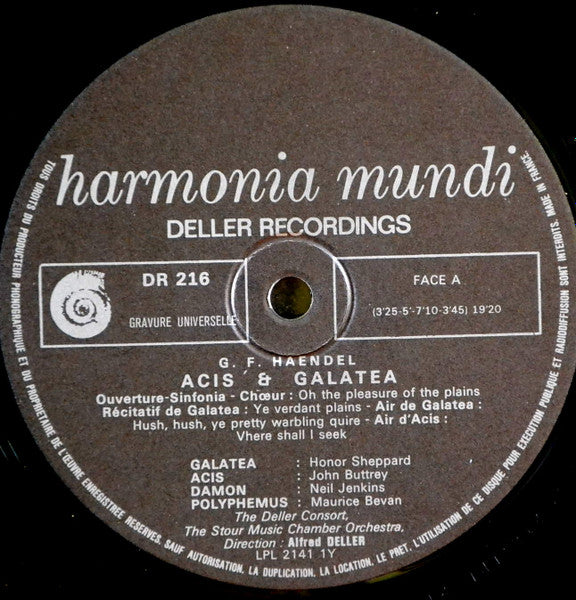 harmonia mundi
DELLER RECORDINGS
DR 216
GRAVURE UNIVERSELLE
FACE A
(3'25-5'-7'10-3'45) 19'20
G. F. HAENDEL
ACIS & GALATEA
Ouverture-Sinfonia - Chœur : Oh the pleasure of the plains
Récitatif de Galatea : Ye verdant plains - Air de Galatea :
Hush, hush, ye pretty warbling quire - Air d'Acis :
Vhere shall I seek
GALATEA : Honor Sheppard
ACIS : John Buttrey
DAMON : Neil Jenkins
POLYPHEMUS : Maurice Bevan
The Deller Consort,
The Stour Music Chamber Orchestra,
Direction : Alfred DELLER
LPL 2141 1Y
TOUS DROITS DU PRODUCTEUR PHONOGRAPHIQUE ET DU PROPRIETAIRE DE L'ŒUVRE ENREGISTREE RESERVES. SAUF AUTORISATION, LA DUPLICATION, LA LOCATION, LE PRET, L'UTILISATION DE CE DISQUE POUR EXECUTION PUBLIQUE ET RADIODIFFUSION SONT INTERDITS. MADE IN FRANCE.